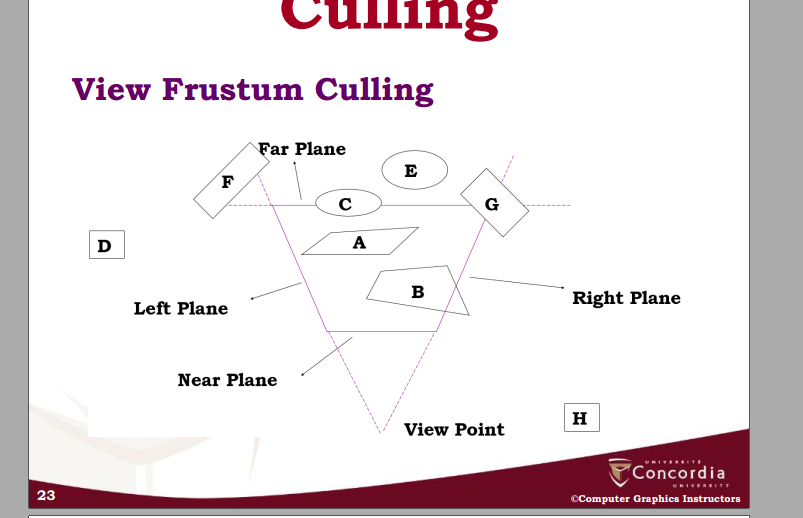 Culling
View Frustum Culling
Far Plane
E
F
C
G
A
D
B
Left Plane
Right Plane
Near Plane
H
View Point
UNIVERSITÉ
Concordia
UNIVERSITY
23
©Computer Graphics Instructors